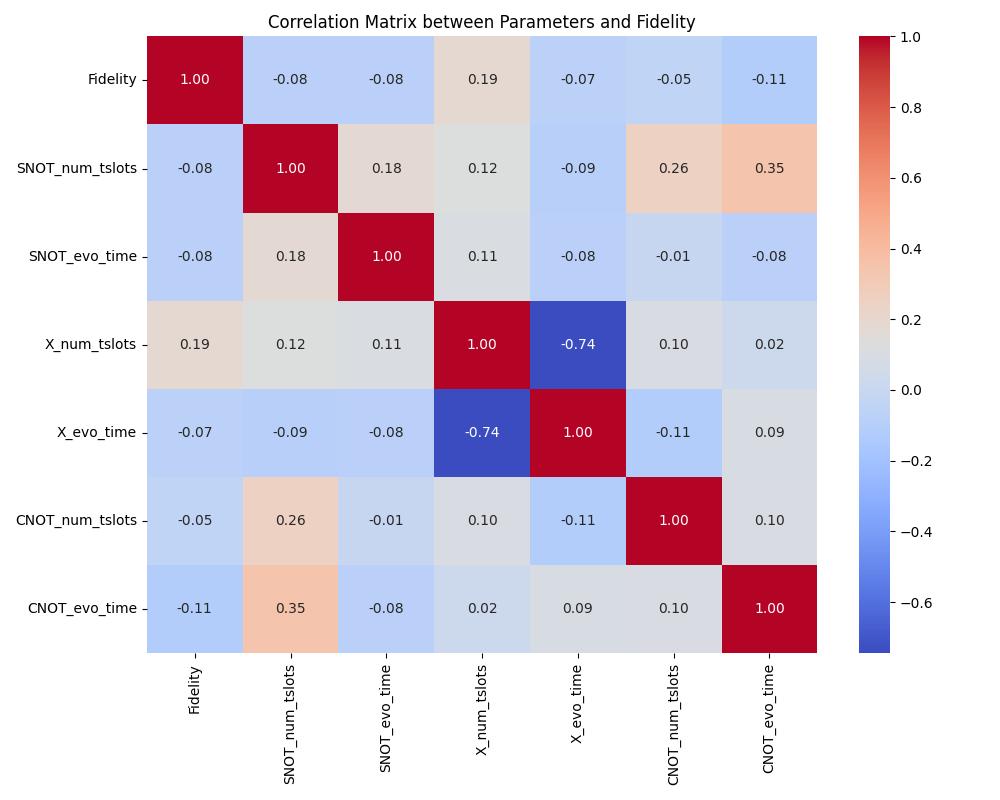 Correlation Matrix between Parameters and Fidelity
Fidelity 1.00 -0.08 -0.08 0.19 -0.07 -0.05 -0.11
SNOT_num_tslots -0.08 1.00 0.18 0.12 -0.09 0.26 0.35
SNOT_evo_time -0.08 0.18 1.00 0.11 -0.08 -0.01 -0.08
X_num_tslots 0.19 0.12 0.11 1.00 -0.74 0.10 0.02
X_evo_time -0.07 -0.09 -0.08 -0.74 1.00 -0.11 0.09
CNOT_num_tslots -0.05 0.26 -0.01 0.10 -0.11 1.00 0.10
CNOT_evo_time -0.11 0.35 -0.08 0.02 0.09 0.10 1.00
Fidelity
SNOT_num_tslots
SNOT_evo_time
X_num_tslots
X_evo_time
CNOT_num_tslots
CNOT_evo_time
1.0
0.8
0.6
0.4
0.2
0.0
−0.2
−0.4
−0.6